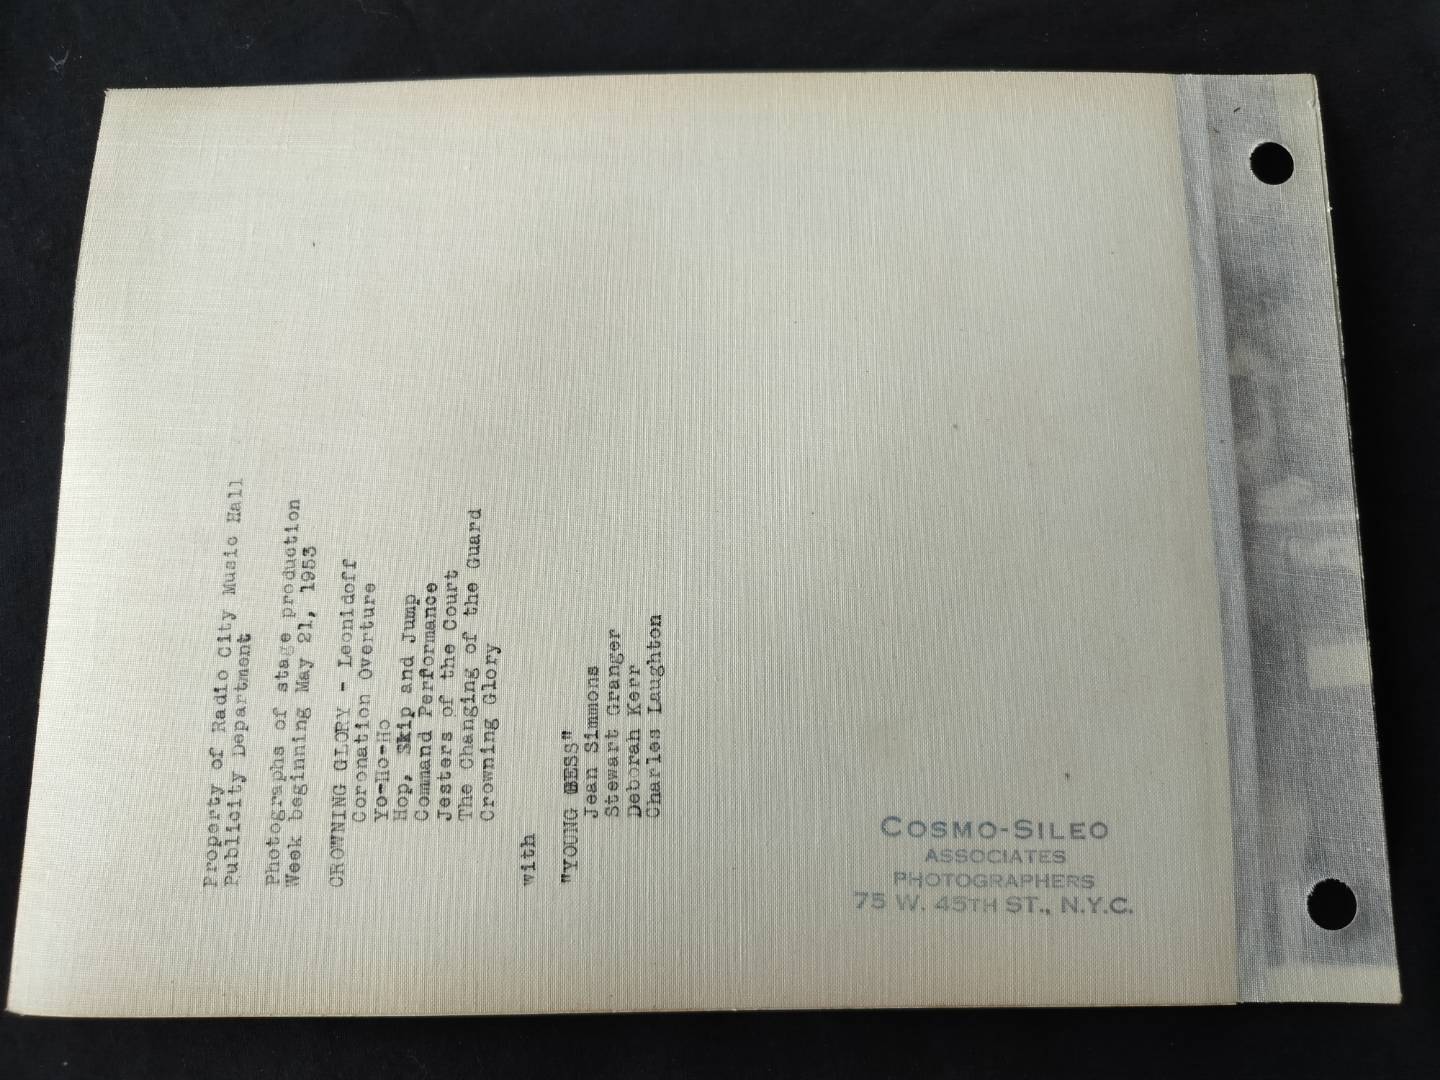 Property of Radio City Music Hall
Publicity Department
Photographs of stage production
Week beginning May 21, 1953
CROWNING GLORY - Leonidoff
Coronation Overture
Yo-Ho-Ho
Hop, Skip and Jump
Command Performance
Jesters of the Court
The Changing of the Guard
Crowning Glory
with
"YOUNG BESS"
Jean Simmons
Stewart Granger
Deborah Kerr
Charles Laughton
COSMO-SILEO
ASSOCIATES
PHOTOGRAPHERS
75 W. 45TH ST., N.Y.C.